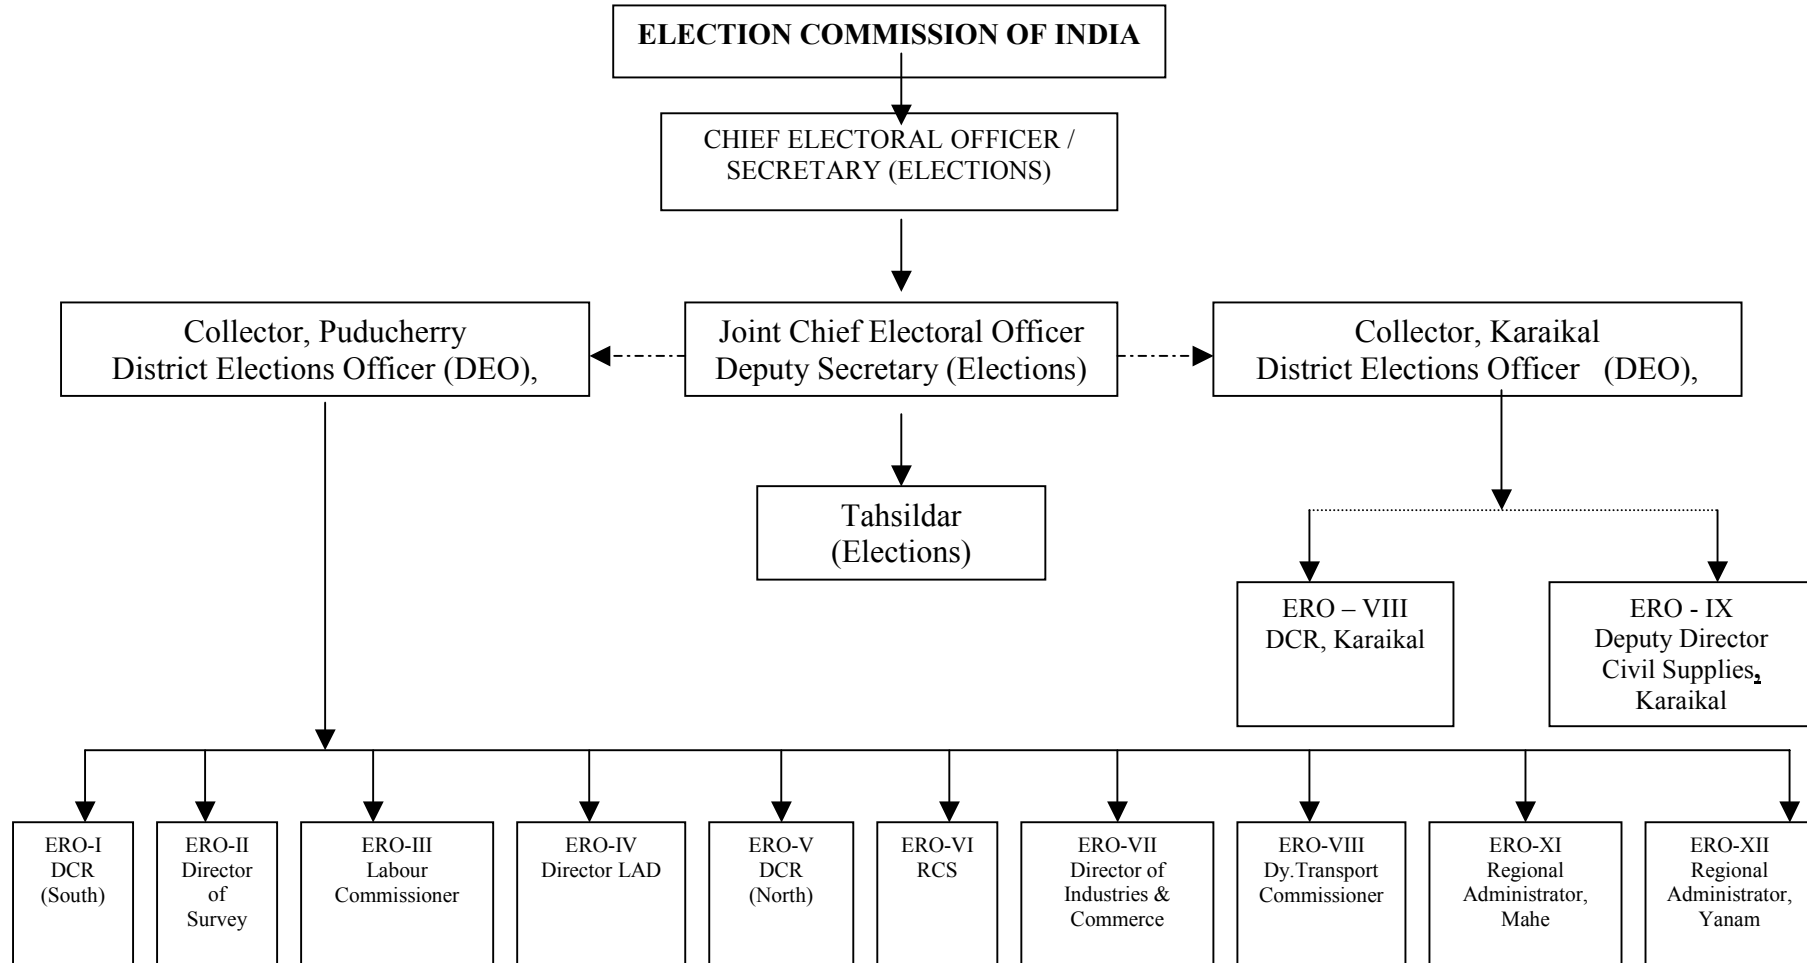 ELECTION COMMISSION OF INDIA
CHIEF ELECTORAL OFFICER /
SECRETARY (ELECTIONS)
Collector, Puducherry
District Elections Officer (DEO),
Joint Chief Electoral Officer
Deputy Secretary (Elections)
Collector, Karaikal
District Elections Officer (DEO),
Tahsildar
(Elections)
ERO – VIII
DCR, Karaikal
ERO - IX
Deputy Director
Civil Supplies,
Karaikal
ERO-I
DCR
(South)
ERO-II
Director
of
Survey
ERO-III
Labour
Commissioner
ERO-IV
Director LAD
ERO-V
DCR
(North)
ERO-VI
RCS
ERO-VII
Director of
Industries &
Commerce
ERO-VIII
Dy.Transport
Commissioner
ERO-XI
Regional
Administrator,
Mahe
ERO-XII
Regional
Administrator,
Yanam